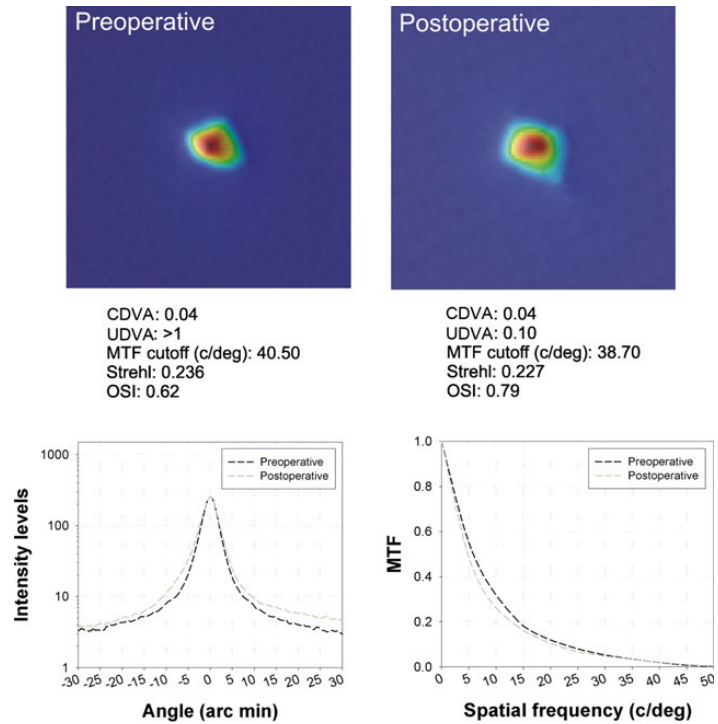 Preoperative
Postoperative
CDVA: 0.04
UDVA: >1
MTF cutoff (c/deg): 40.50
Strehl: 0.236
OSI: 0.62
CDVA: 0.04
UDVA: 0.10
MTF cutoff (c/deg): 38.70
Strehl: 0.227
OSI: 0.79
Intensity levels
1000
100
10
1
Preoperative
Postoperative
-30 -25 -20 -15 -10 -5 0 5 10 15 20 25 30
Angle (arc min)
MTF
1.0
0.8
0.6
0.4
0.2
0.0
Preoperative
Postoperative
0 5 10 15 20 25 30 35 40 45 50
Spatial frequency (c/deg)